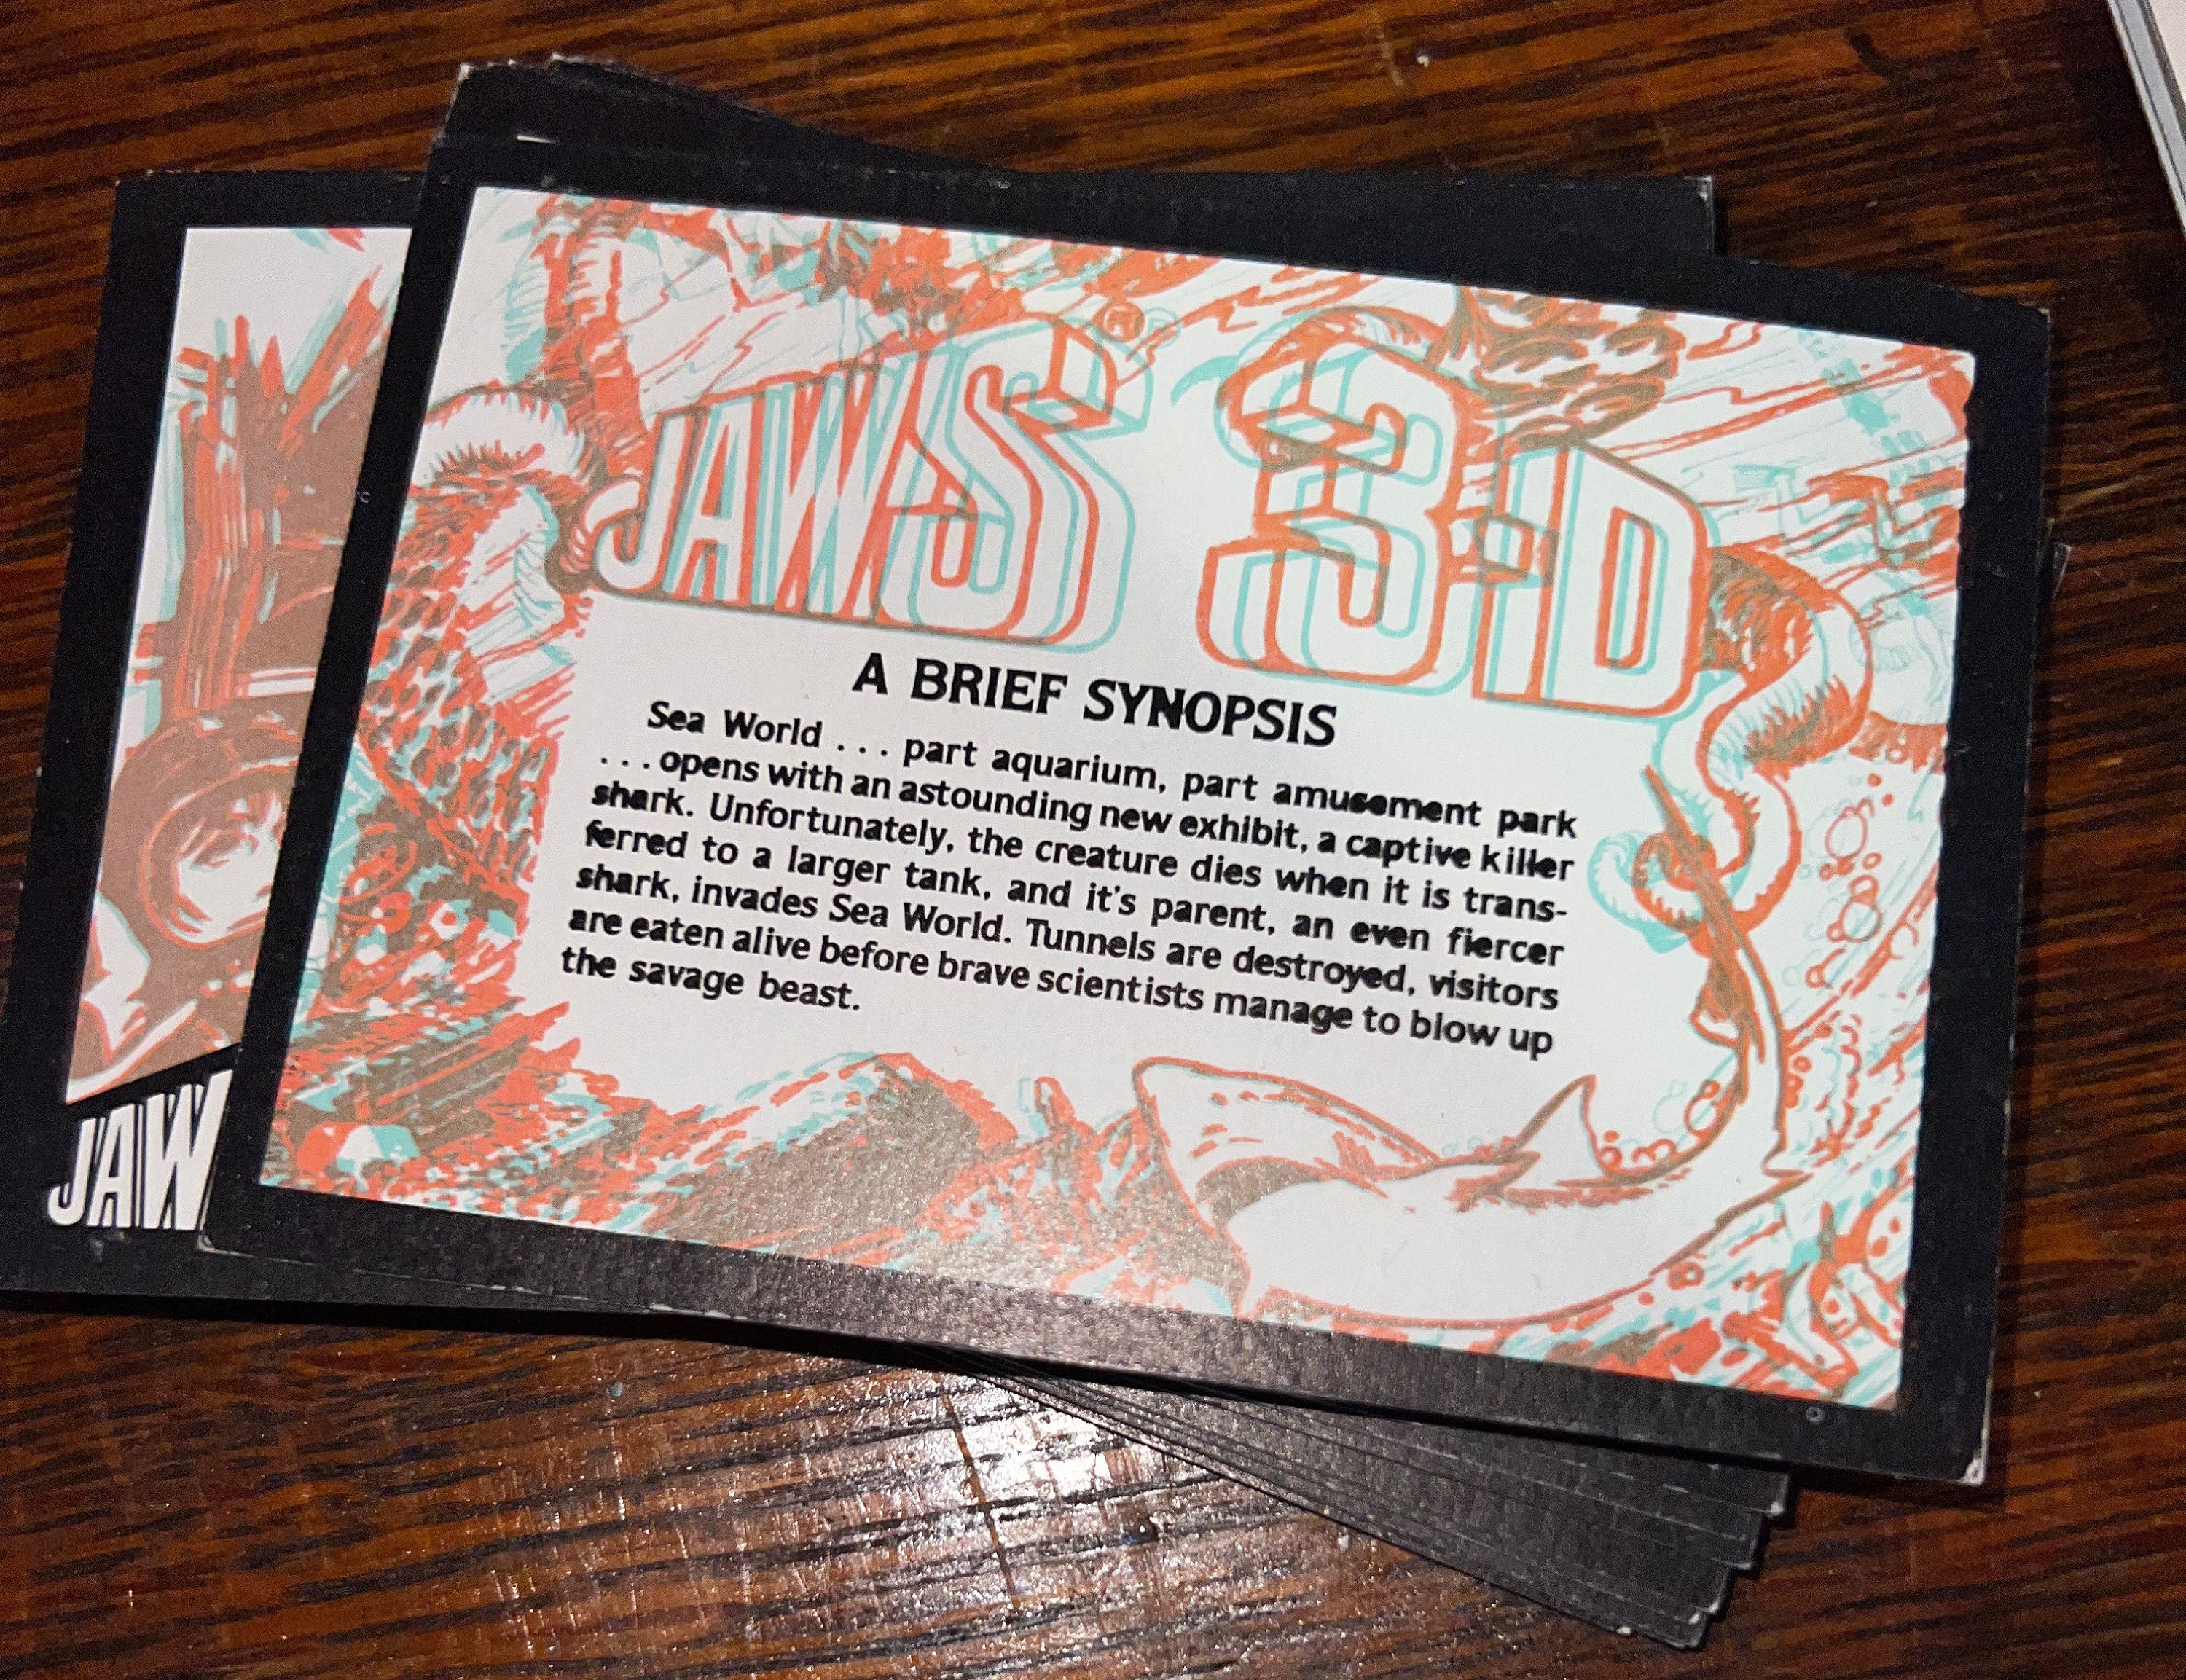 JAWS® 3-D
A BRIEF SYNOPSIS
Sea World . . . part aquarium, part amusement park
. . . opens with an astounding new exhibit, a captive killer
shark. Unfortunately, the creature dies when it is trans-
ferred to a larger tank, and it's parent, an even fiercer
shark, invades Sea World. Tunnels are destroyed, visitors
are eaten alive before brave scientists manage to blow up
the savage beast.
JAW